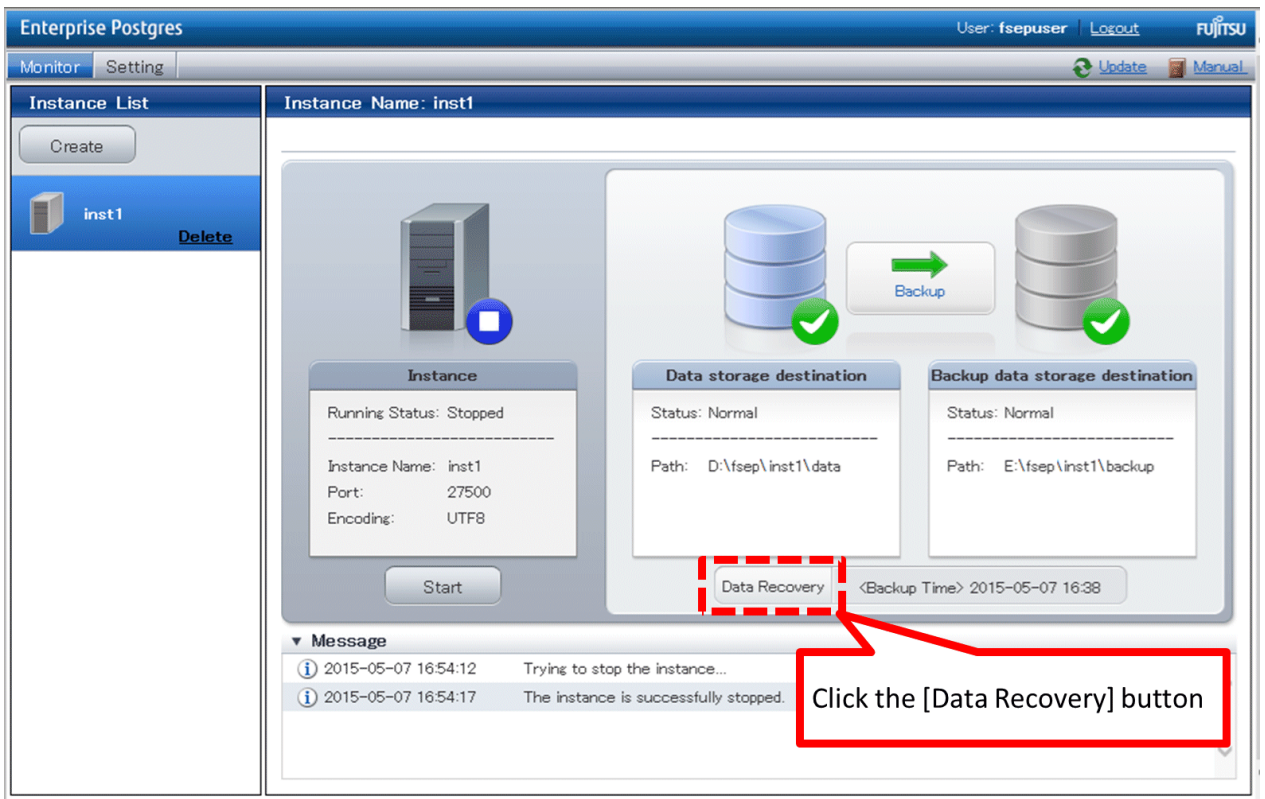 Enterprise Postgres
User: fsepuser Logout FUJITSU
Monitor Setting Update Manual
Instance List
Create
inst1
Delete
Instance Name: inst1
Backup
Instance
Running Status: Stopped
--------------------------
Instance Name: inst1
Port: 27500
Encoding: UTF8
Start
Data storage destination
Status: Normal
--------------------------
Path: D:\fsep\inst1\data
Backup data storage destination
Status: Normal
--------------------------
Path: E:\fsep\inst1\backup
Data Recovery <Backup Time> 2015-05-07 16:38
▼ Message
2015-05-07 16:54:12 Trying to stop the instance...
2015-05-07 16:54:17 The instance is successfully stopped.
Click the [Data Recovery] button